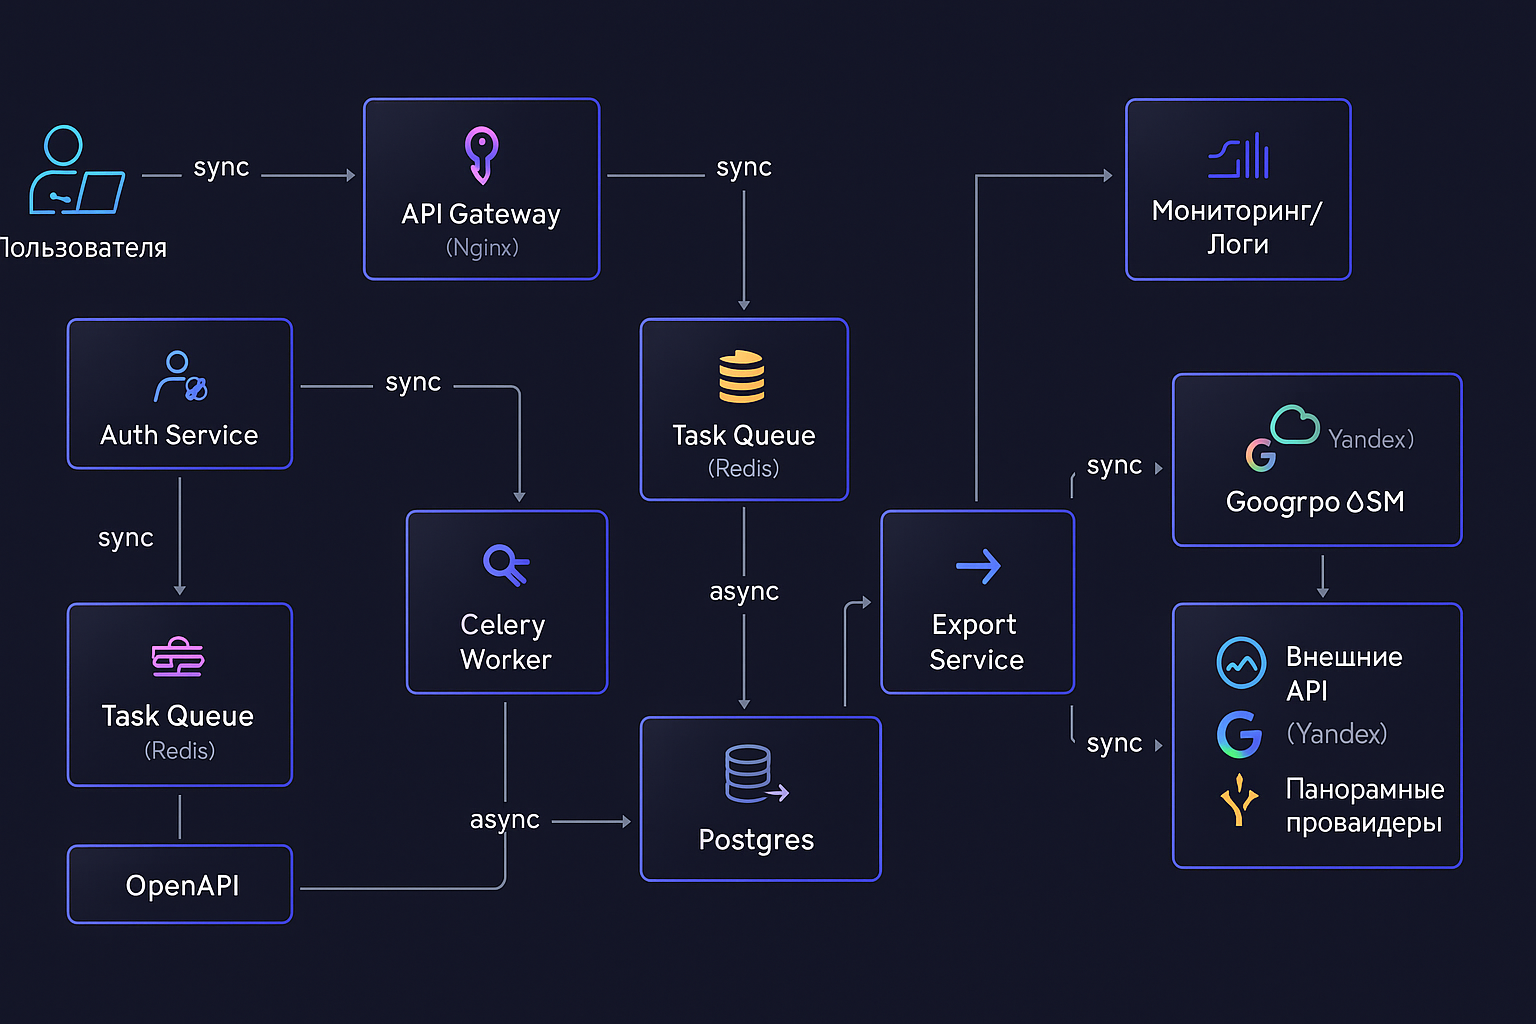 sync
Пользователя
API Gateway
(Nginx)
sync
Мониторинг/
Логи
Auth Service
sync
Task Queue
(Redis)
Yandex)
Googrpo OSM
sync
sync
Celery
Worker
async
Export
Service
Task Queue
(Redis)
Внешние
API
(Yandex)
sync
Панорамные
проваидеры
async
Postgres
OpenAPI